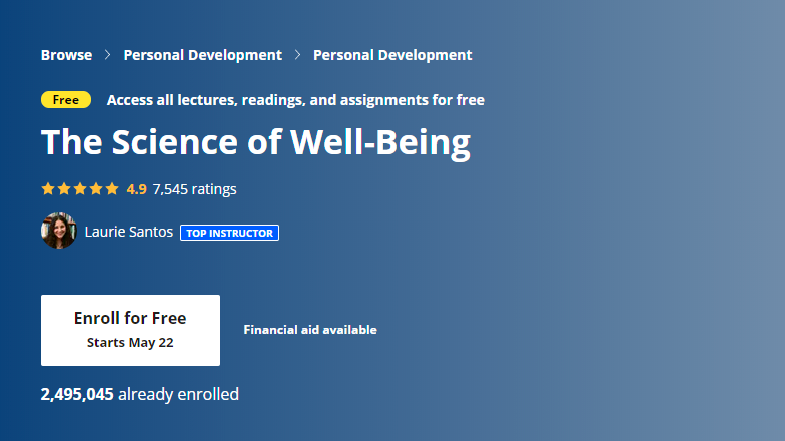 Browse > Personal Development > Personal Development
Free Access all lectures, readings, and assignments for free
The Science of Well-Being
4.9 7,545 ratings
Laurie Santos TOP INSTRUCTOR
Enroll for Free
Starts May 22
Financial aid available
2,495,045 already enrolled